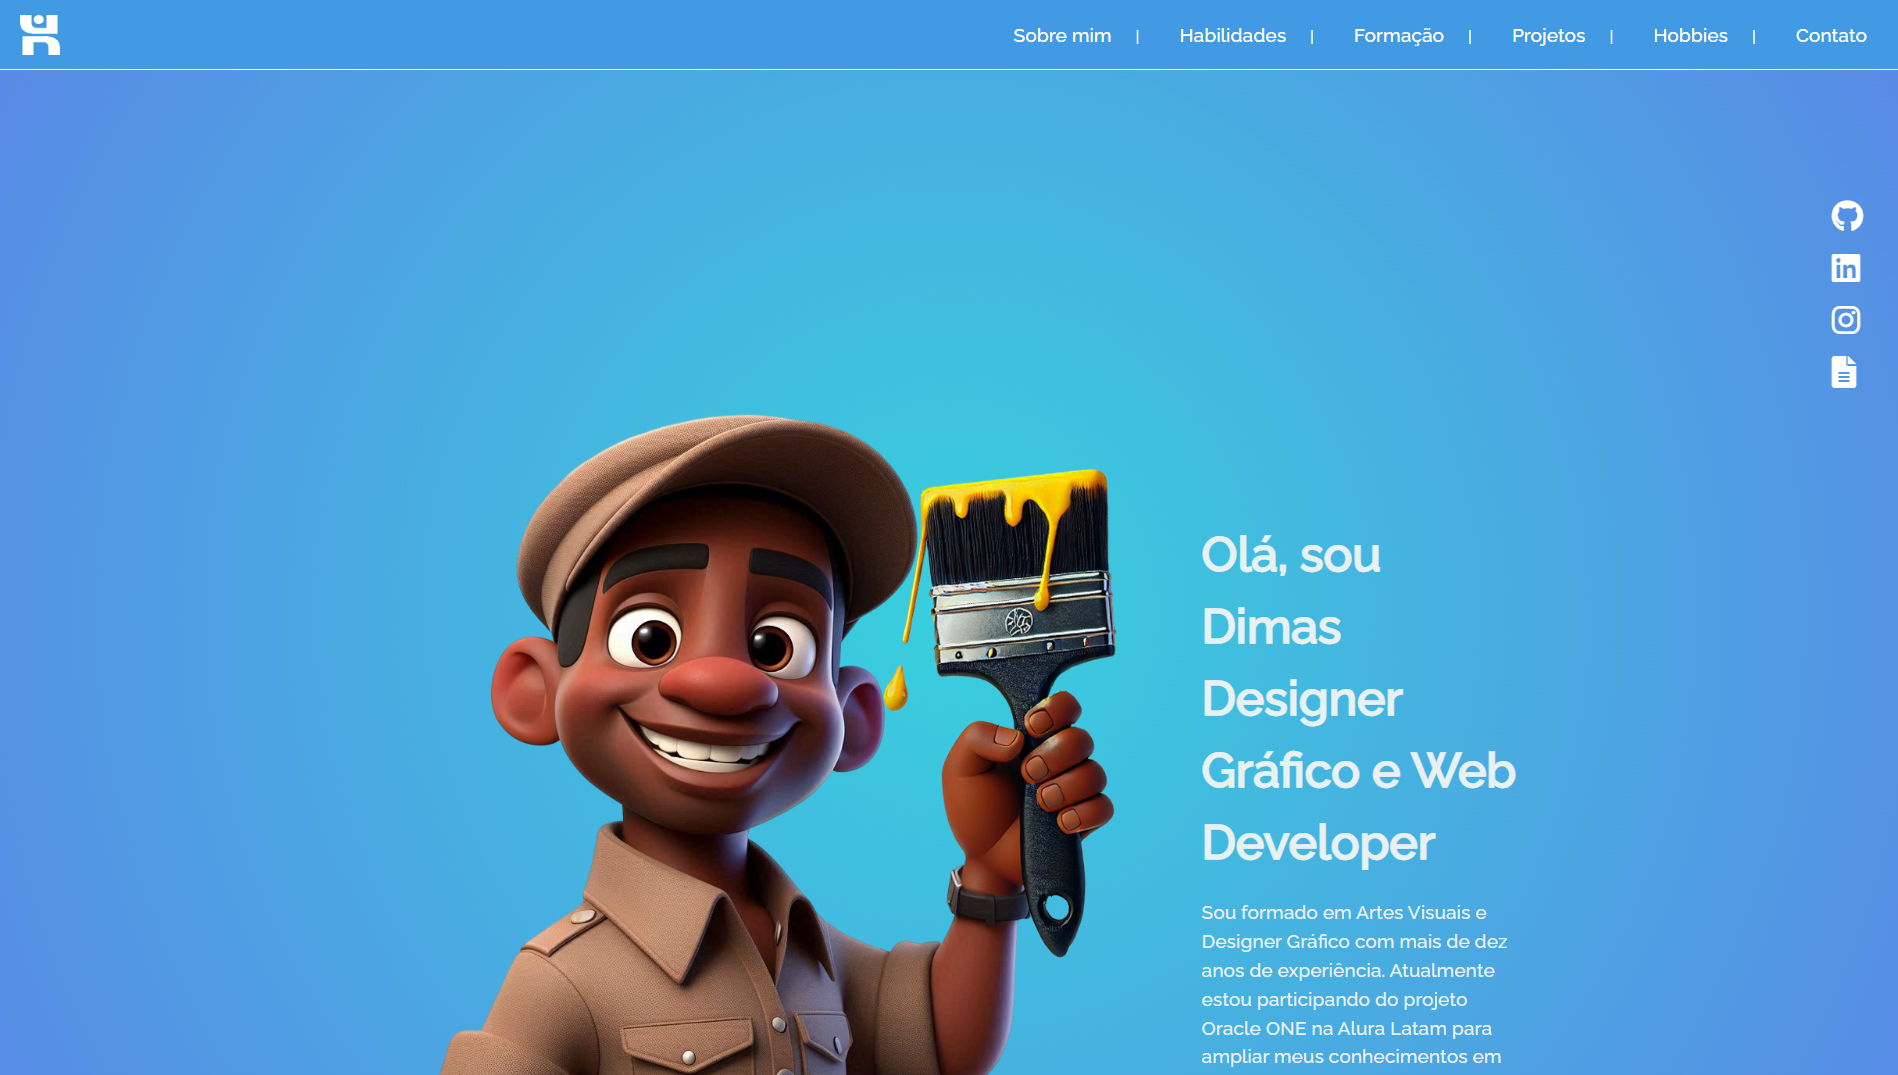 Sobre mim | Habilidades | Formação | Projetos | Hobbies | Contato
Olá, sou
Dimas
Designer
Gráfico e Web
Developer
Sou formado em Artes Visuais e
Designer Gráfico com mais de dez
anos de experiência. Atualmente
estou participando do projeto
Oracle ONE na Alura Latam para
ampliar meus conhecimentos em